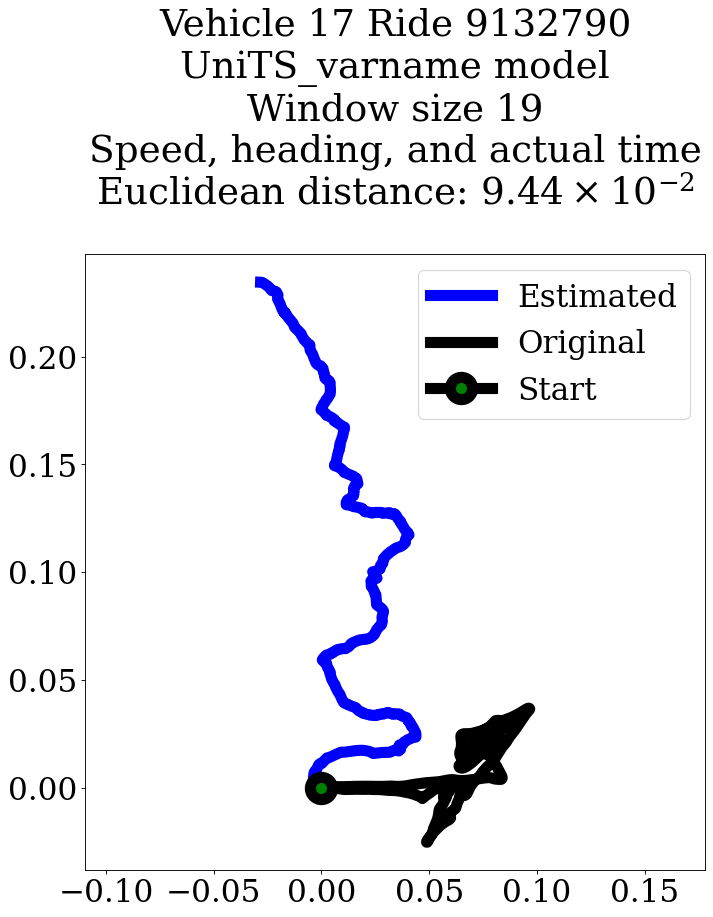 Vehicle 17 Ride 9132790
UniTS_varname model
Window size 19
Speed, heading, and actual time
Euclidean distance: 9.44 × 10⁻²
Estimated
Original
Start
0.20
0.15
0.10
0.05
0.00
−0.10 −0.05 0.00 0.05 0.10 0.15